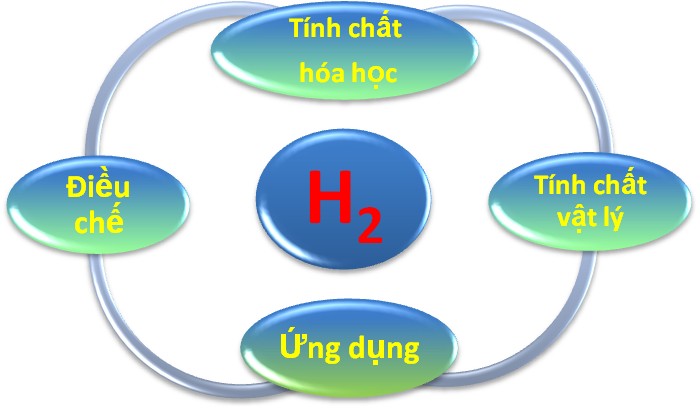 Tính chất
hóa học
Điều
chế
H₂
Tính chất
vật lý
Ứng dụng